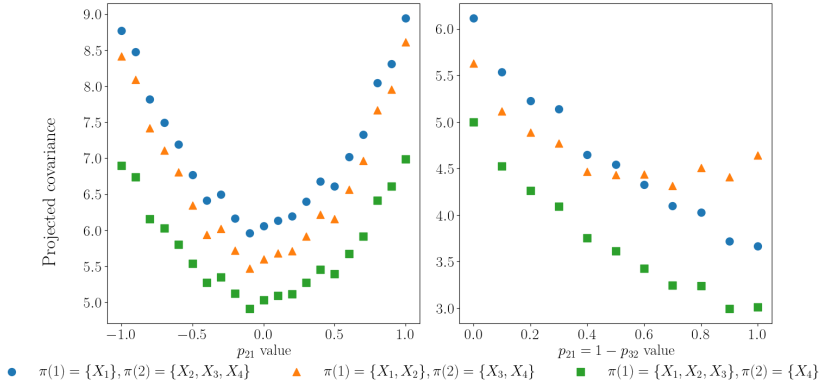 9.0
8.5
8.0
7.5
7.0
6.5
6.0
5.5
5.0
Projected covariance
−1.0 −0.5 0.0 0.5 1.0
p₂₁ value
6.0
5.5
5.0
4.5
4.0
3.5
3.0
0.0 0.2 0.4 0.6 0.8 1.0
p₂₁ = 1 − p₃₂ value
π(1) = {X₁}, π(2) = {X₂, X₃, X₄}
π(1) = {X₁, X₂}, π(2) = {X₃, X₄}
π(1) = {X₁, X₂, X₃}, π(2) = {X₄}